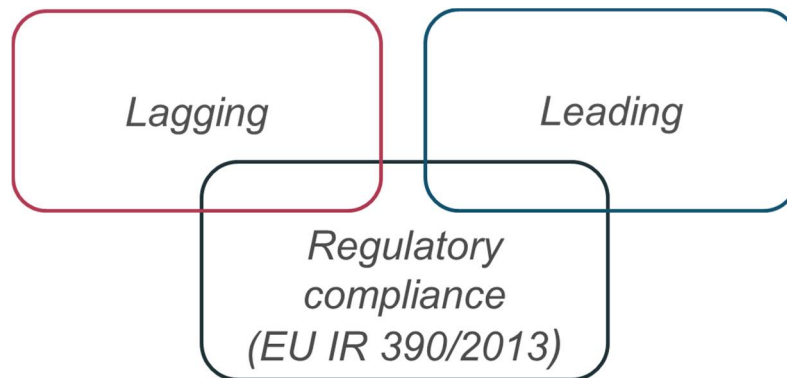 Lagging
Leading
Regulatory
compliance
(EU IR 390/2013)